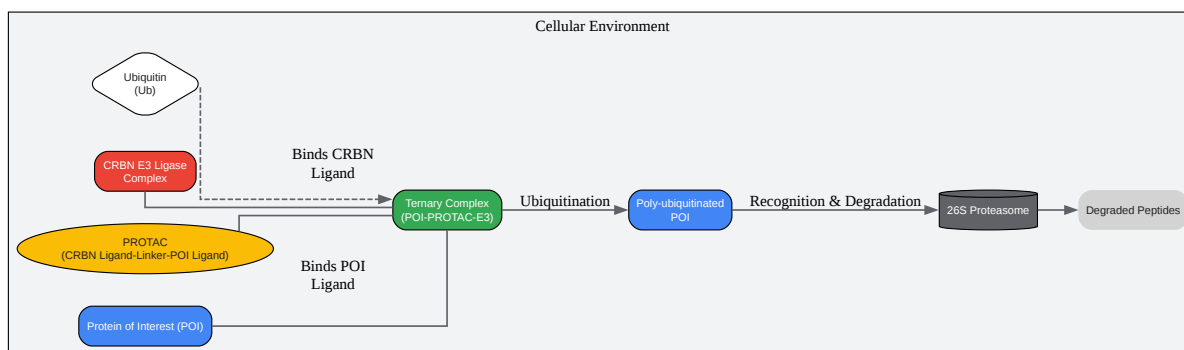 Cellular Environment
Ubiquitin
(Ub)
Binds CRBN
Ligand
CRBN E3 Ligase
Complex
Ternary Complex
(POI-PROTAC-E3)
Ubiquitination
Poly-ubiquitinated
POI
Recognition & Degradation
26S Proteasome
Degraded Peptides
PROTAC
(CRBN Ligand-Linker-POI Ligand)
Binds POI
Ligand
Protein of Interest (POI)